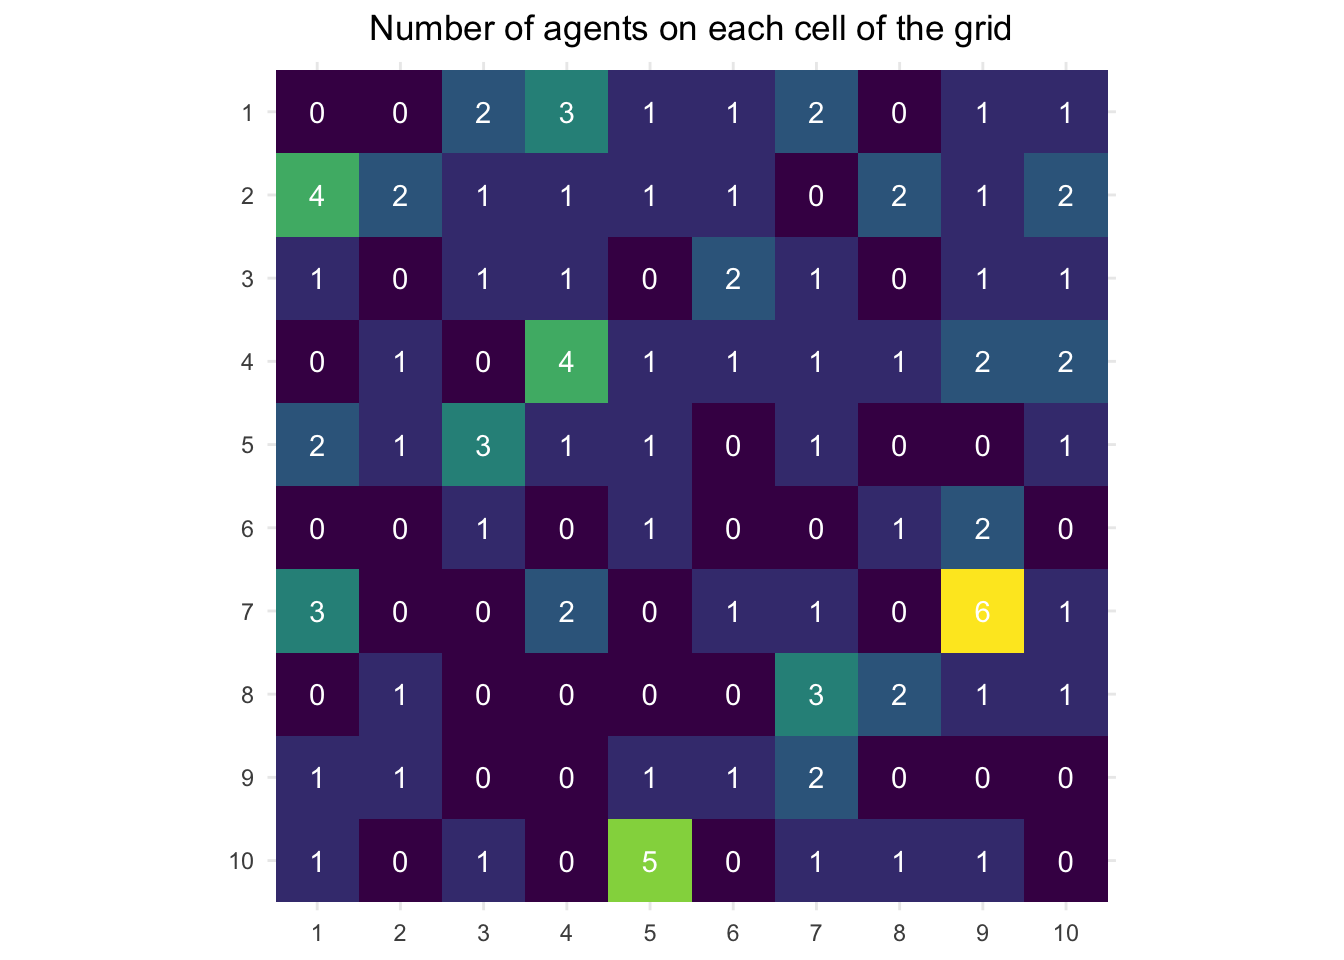 Number of agents on each cell of the grid
1 0 0 2 3 1 1 2 0 1 1
2 4 2 1 1 1 1 0 2 1 2
3 1 0 1 1 0 2 1 0 1 1
4 0 1 0 4 1 1 1 1 2 2
5 2 1 3 1 1 0 1 0 0 1
6 0 0 1 0 1 0 0 1 2 0
7 3 0 0 2 0 1 1 0 6 1
8 0 1 0 0 0 0 3 2 1 1
9 1 1 0 0 1 1 2 0 0 0
10 1 0 1 0 5 0 1 1 1 0
1 2 3 4 5 6 7 8 9 10